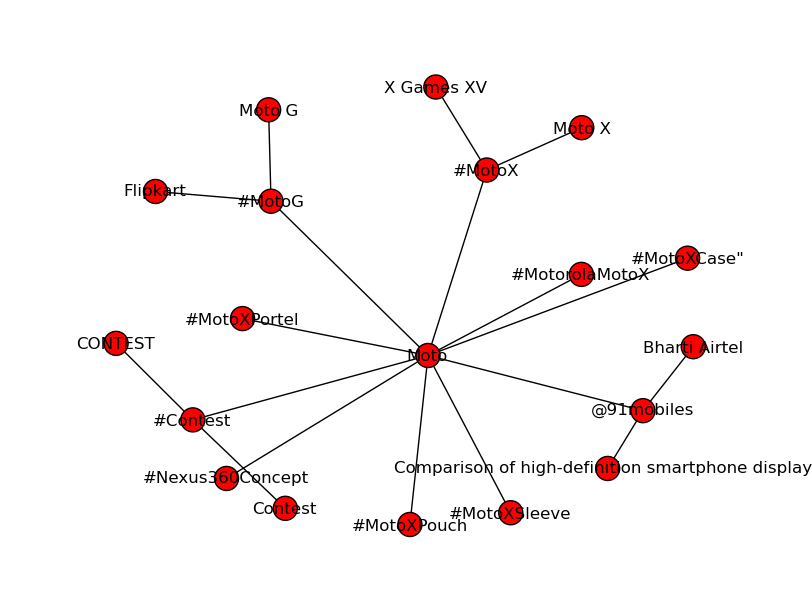 X Games XV
Moto G
Moto X
#MotoX
Flipkart
#MotoG
#MotoXCase"
#MotorolaMotoX
#MotoXPortel
CONTEST
Bharti Airtel
Moto
@91mobiles
#Contest
Comparison of high-definition smartphone display
#Nexus360Concept
Contest
#MotoXSleeve
#MotoXPouch